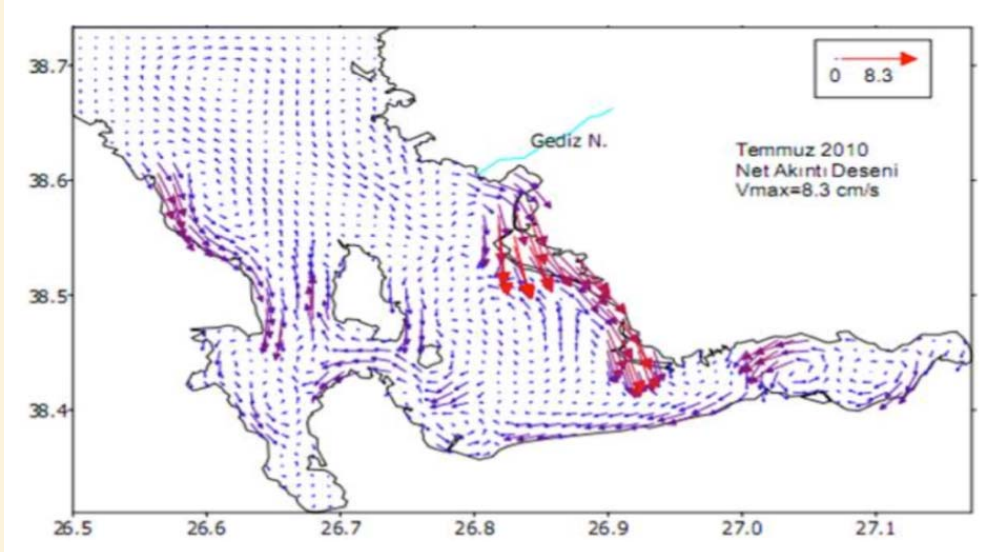 38.7
38.6
38.5
38.4
0 8.3
Gediz N.
Temmuz 2010
Net Akıntı Deseni
Vmax=8.3 cm/s
26.5 26.6 26.7 26.8 26.9 27.0 27.1